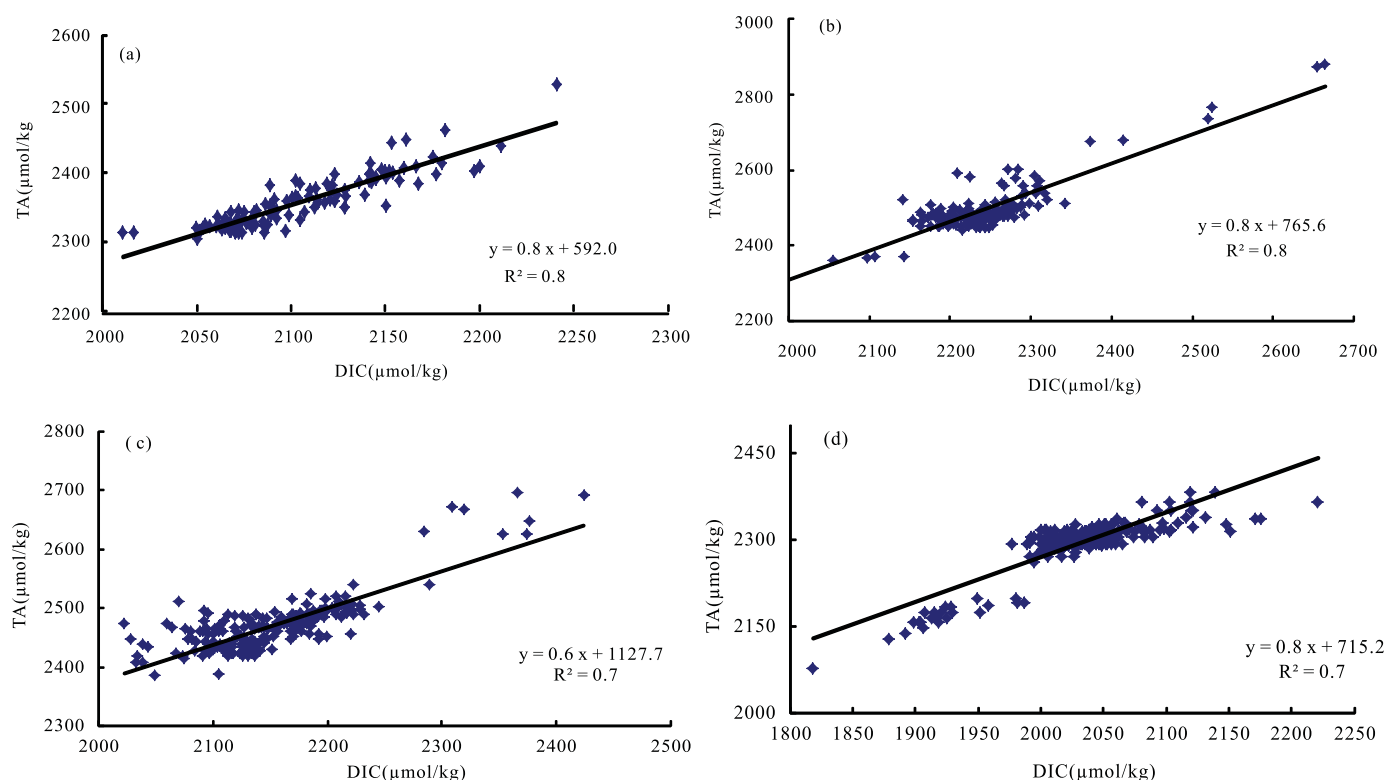 (a)
2600
2500
2400
2300
2200
TA(µmol/kg
2000 2050 2100 2150 2200 2250 2300
DIC(µmol/kg)
y = 0.8 x + 592.0
R² = 0.8
(b)
3000
2800
2600
2400
2200
TA(µmol/kg)
2000 2100 2200 2300 2400 2500 2600 2700
DIC(µmol/kg)
y = 0.8 x + 765.6
R² = 0.8
( c)
2800
2700
2600
2500
2400
2300
TA(µmol/kg)
2000 2100 2200 2300 2400 2500
DIC(µmol/kg)
y = 0.6 x + 1127.7
R² = 0.7
(d)
2450
2300
2150
2000
TA(µmol/kg)
1800 1850 1900 1950 2000 2050 2100 2150 2200 2250
DIC(µmol/kg)
y = 0.8 x + 715.2
R² = 0.7